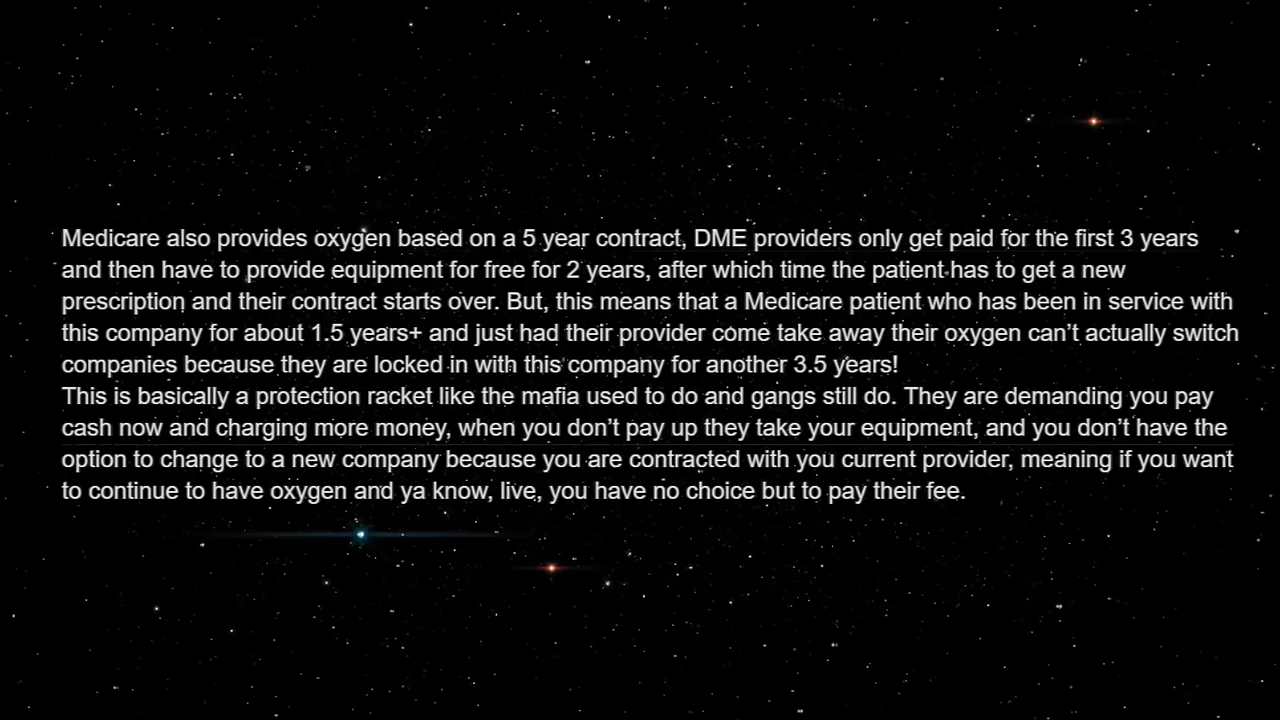 Medicare also provides oxygen based on a 5 year contract, DME providers only get paid for the first 3 years
and then have to provide equipment for free for 2 years, after which time the patient has to get a new
prescription and their contract starts over. But, this means that a Medicare patient who has been in service with
this company for about 1.5 years+ and just had their provider come take away their oxygen can’t actually switch
companies because they are locked in with this company for another 3.5 years!
This is basically a protection racket like the mafia used to do and gangs still do. They are demanding you pay
cash now and charging more money, when you don’t pay up they take your equipment, and you don’t have the
option to change to a new company because you are contracted with you current provider, meaning if you want
to continue to have oxygen and ya know, live, you have no choice but to pay their fee.